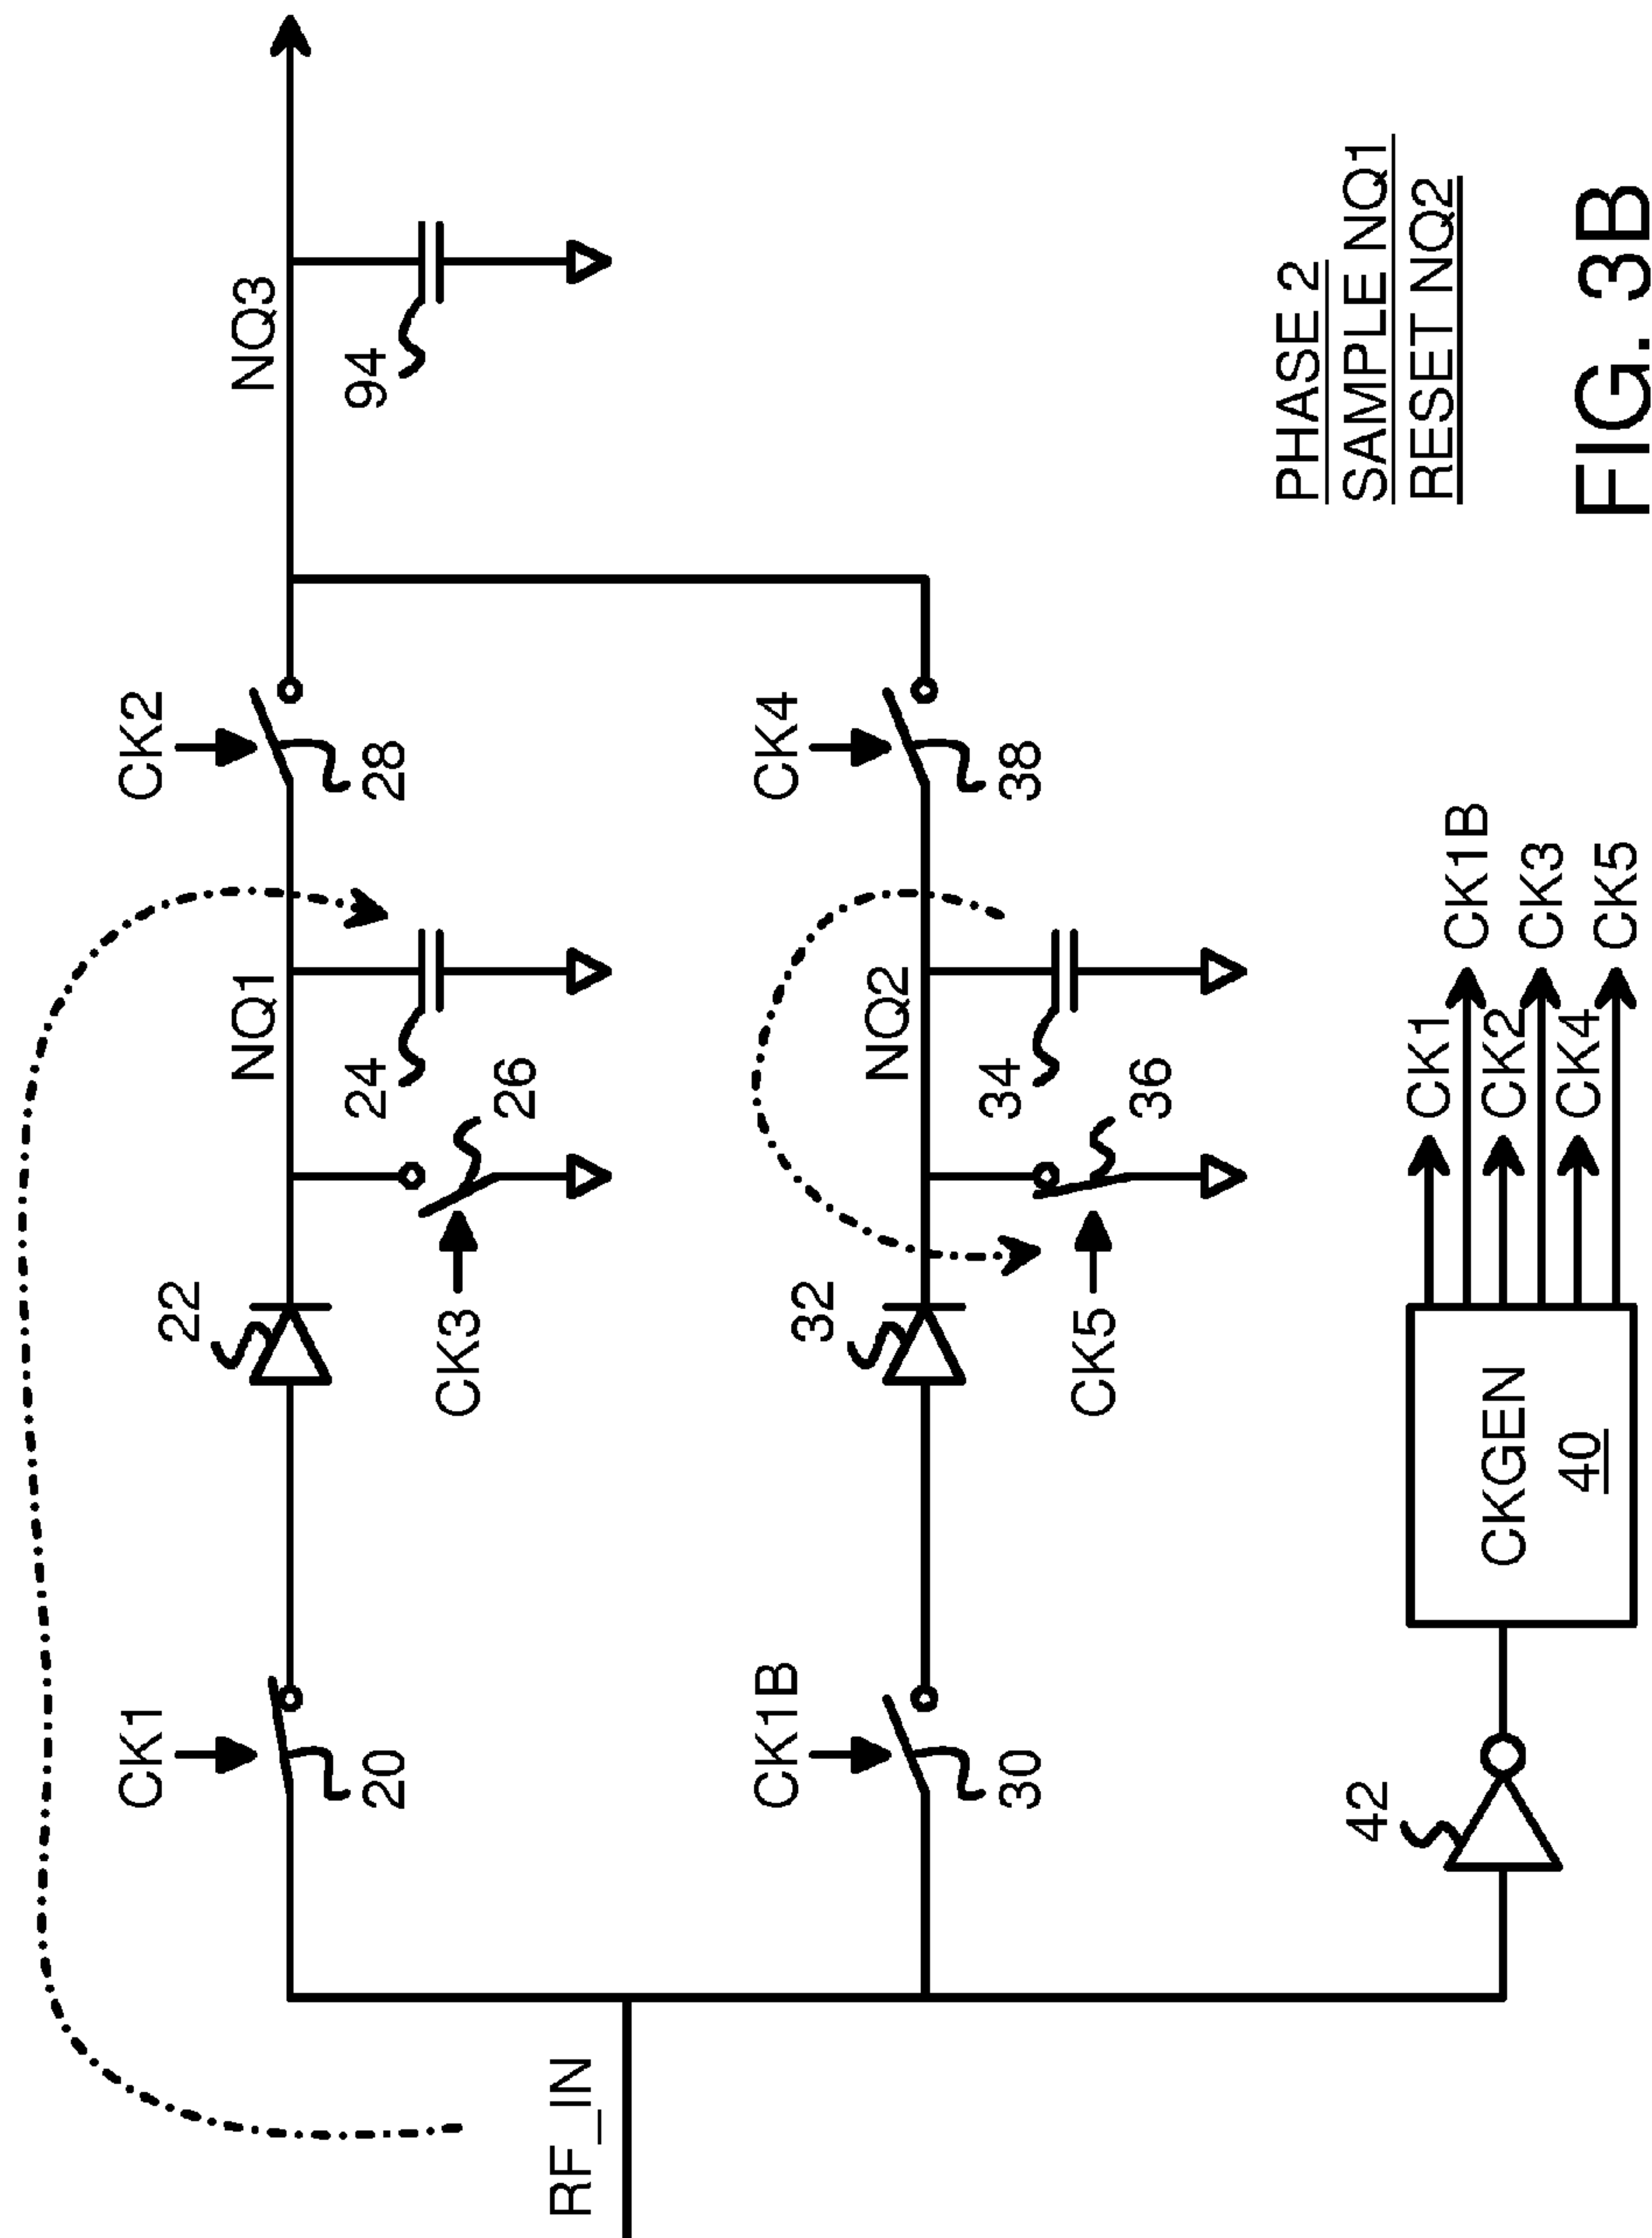 CK1
20
22
CK3
26
24
NQ1
CK2
28
NQ3
94
RF_IN
CK1B
30
32
CK5
36
34
NQ2
CK4
38
42
CKGEN
40
CK1
CK1B
CK2
CK3
CK4
CK5
PHASE 2
SAMPLE NQ1
RESET NQ2
FIG. 3B